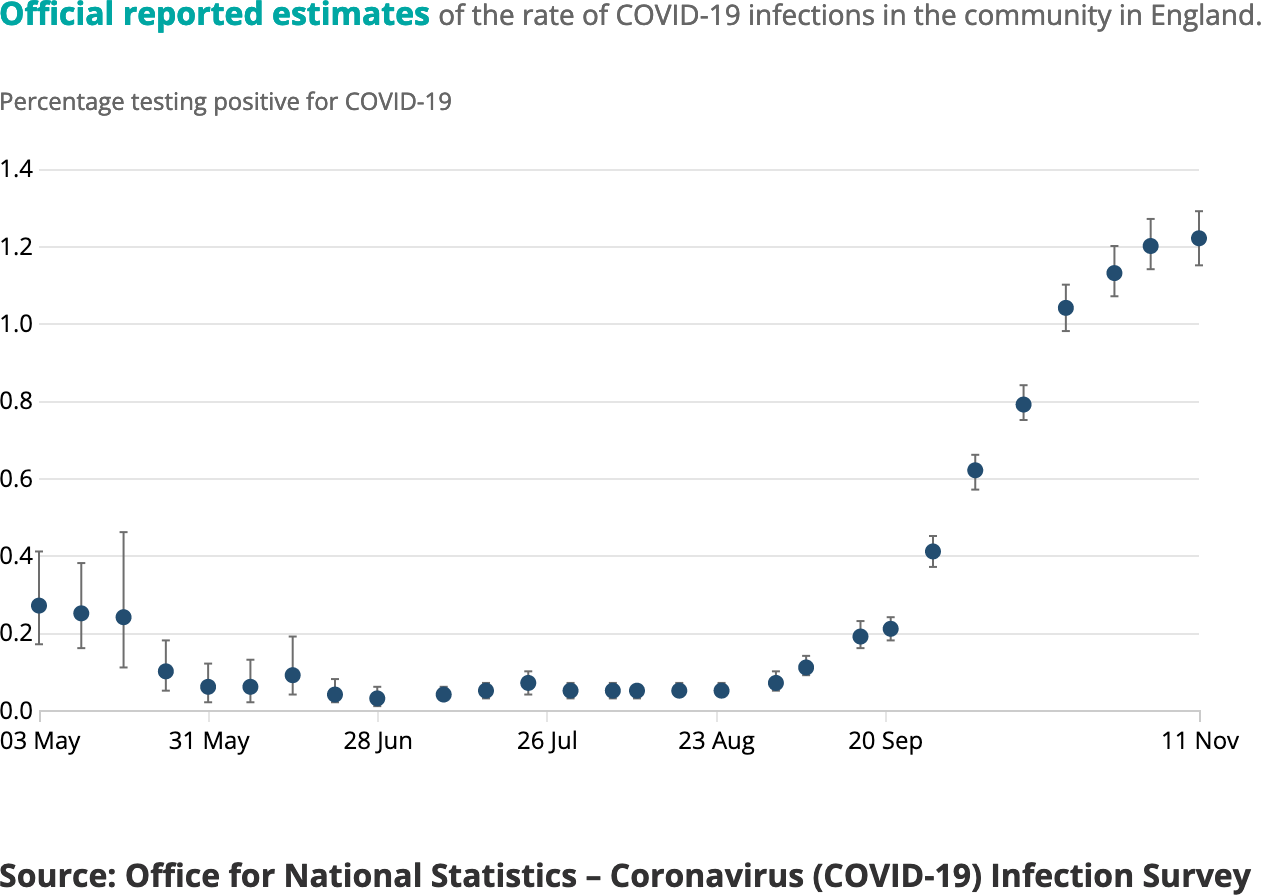 Official reported estimates of the rate of COVID-19 infections in the community in England.
Percentage testing positive for COVID-19
1.4
1.2
1.0
0.8
0.6
0.4
0.2
0.0
03 May 31 May 28 Jun 26 Jul 23 Aug 20 Sep 11 Nov
Source: Office for National Statistics – Coronavirus (COVID-19) Infection Survey